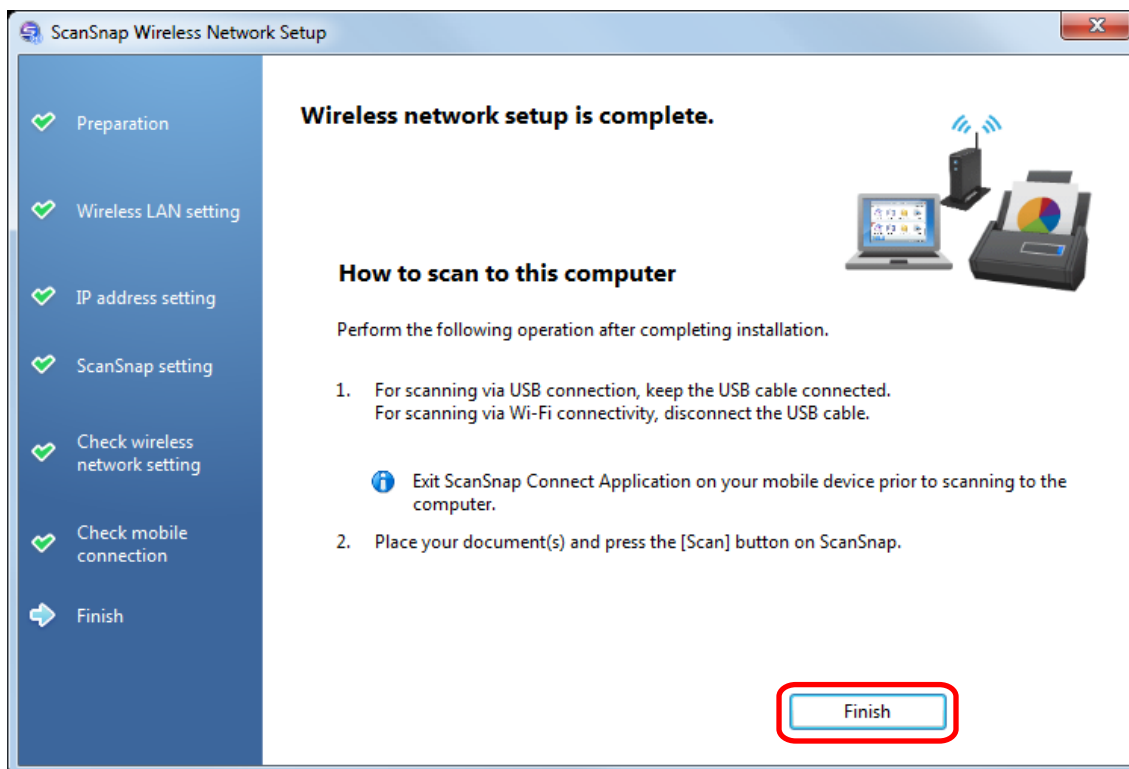 ScanSnap Wireless Network Setup
Preparation
Wireless LAN setting
IP address setting
ScanSnap setting
Check wireless
network setting
Check mobile
connection
Finish
Wireless network setup is complete.
How to scan to this computer
Perform the following operation after completing installation.
1. For scanning via USB connection, keep the USB cable connected.
For scanning via Wi-Fi connectivity, disconnect the USB cable.
Exit ScanSnap Connect Application on your mobile device prior to scanning to the
computer.
2. Place your document(s) and press the [Scan] button on ScanSnap.
Finish